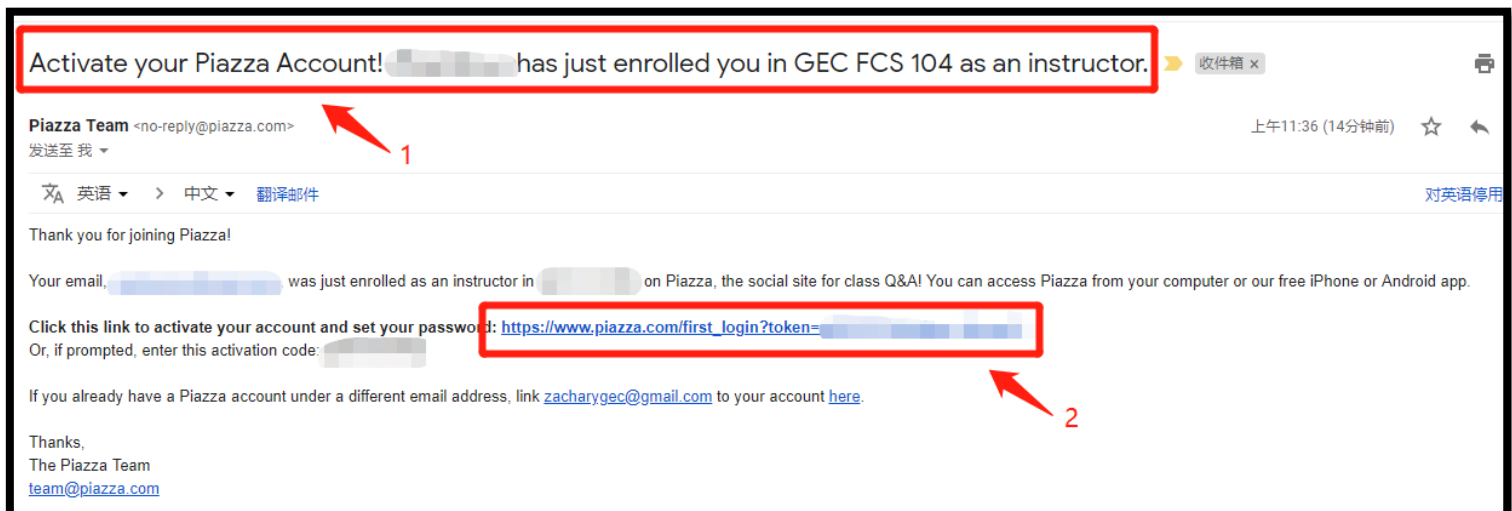 Activate your Piazza Account! has just enrolled you in GEC FCS 104 as an instructor. 收件箱 x
Piazza Team <no-reply@piazza.com> 上午11:36 (14分钟前)
发送至 我
1
英语 > 中文 翻译邮件 对英语停用
Thank you for joining Piazza!
Your email, was just enrolled as an instructor in on Piazza, the social site for class Q&A! You can access Piazza from your computer or our free iPhone or Android app.
Click this link to activate your account and set your password: https://www.piazza.com/first_login?token=
Or, if prompted, enter this activation code:
If you already have a Piazza account under a different email address, link zacharygec@gmail.com to your account here.
2
Thanks,
The Piazza Team
team@piazza.com